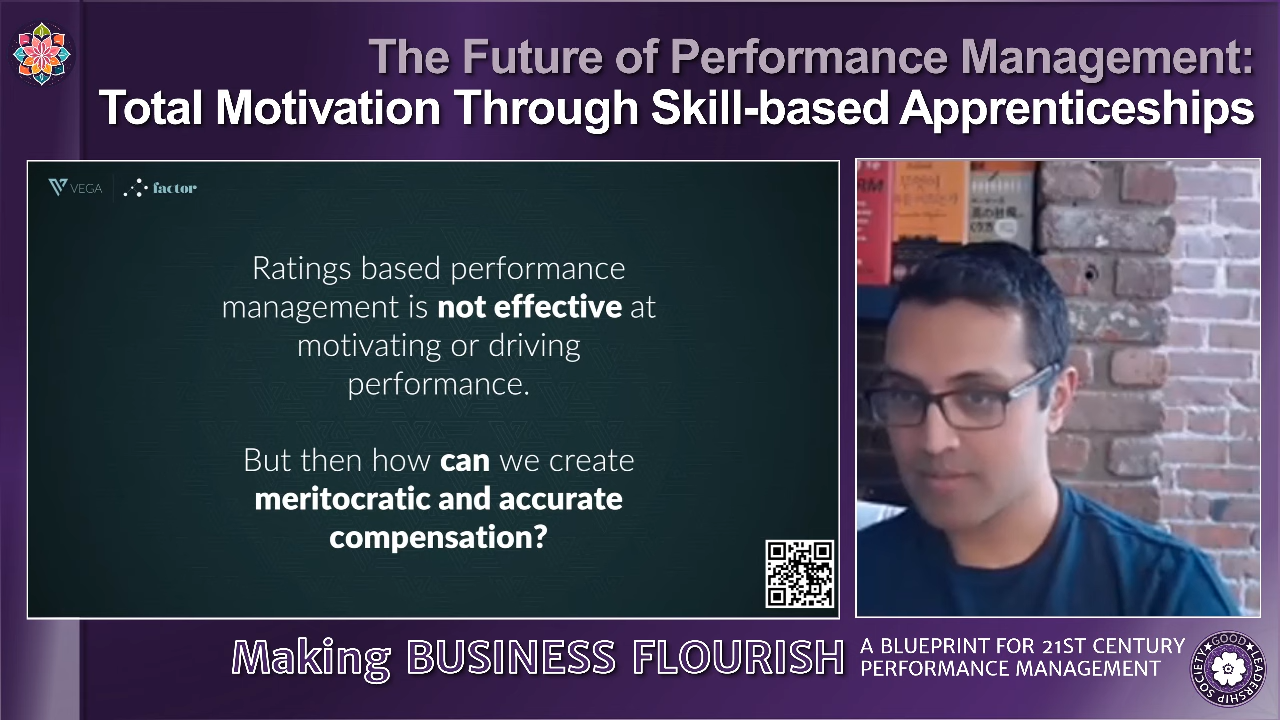 The Future of Performance Management:
Total Motivation Through Skill-based Apprenticeships
VEGA factor
Ratings based performance
management is not effective at
motivating or driving
performance.
But then how can we create
meritocratic and accurate
compensation?
Making BUSINESS FLOURISH
A BLUEPRINT FOR 21ST CENTURY
PERFORMANCE MANAGEMENT
GOOD LEADERSHIP SOCIETY